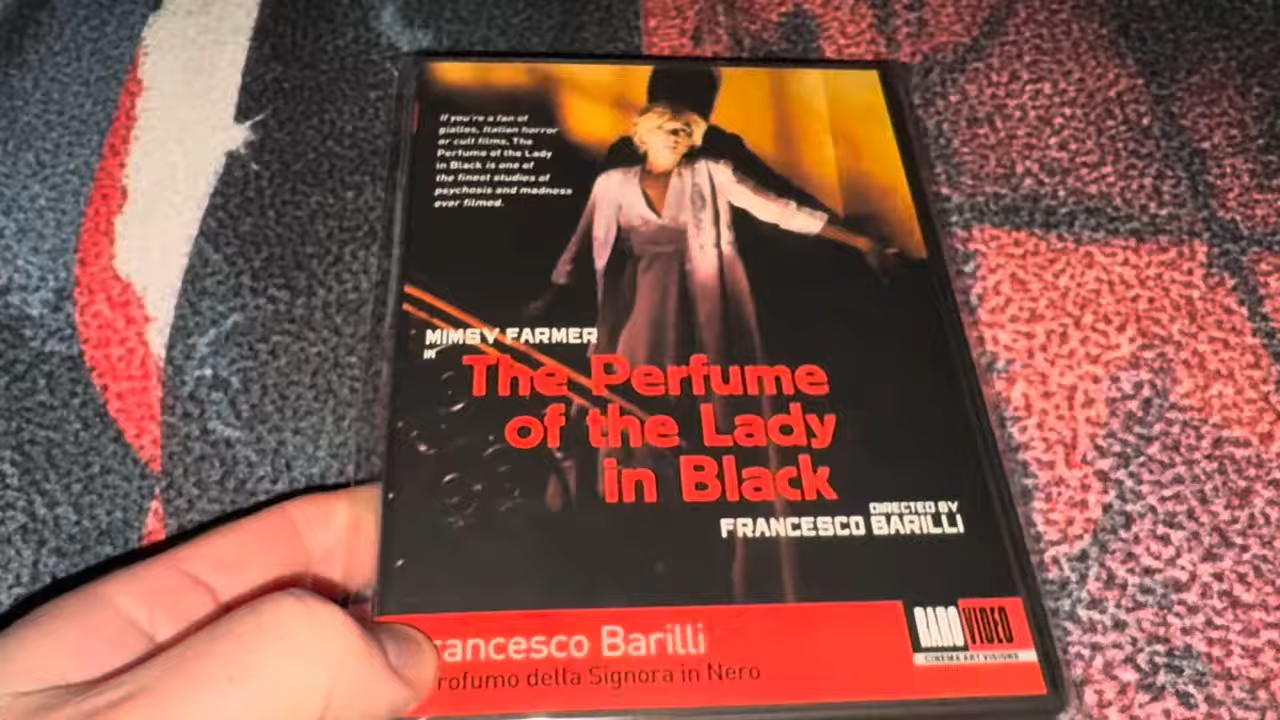 If you're a fan of
giallos, Italian horror
or cult films, The
Perfume of the Lady
in Black is one of
the finest studies of
psychosis and madness
ever filmed.
MIMSY FARMER
IN
The Perfume
of the Lady
in Black
DIRECTED BY
FRANCESCO BARILLI
rancesco Barilli
rofumo della Signora in Nero
RARO VIDEO
CINEMA ART VISIONS